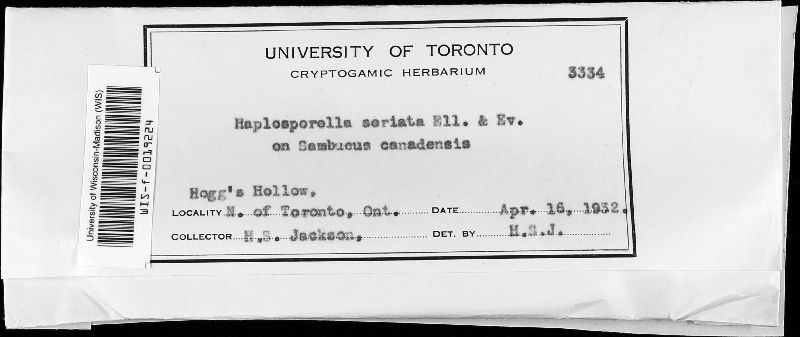 UNIVERSITY OF TORONTO
CRYPTOGAMIC HERBARIUM 3334
Haplosporella seriata Ell. & Ev.
on Sambucus canadensis
Hogg's Hollow,
LOCALITY N. of Toronto, Ont. DATE Apr. 16, 1932.
COLLECTOR H.S. Jackson, DET. BY H.S.J.
University of Wisconsin-Madison (WIS)
WIS-f-0019224